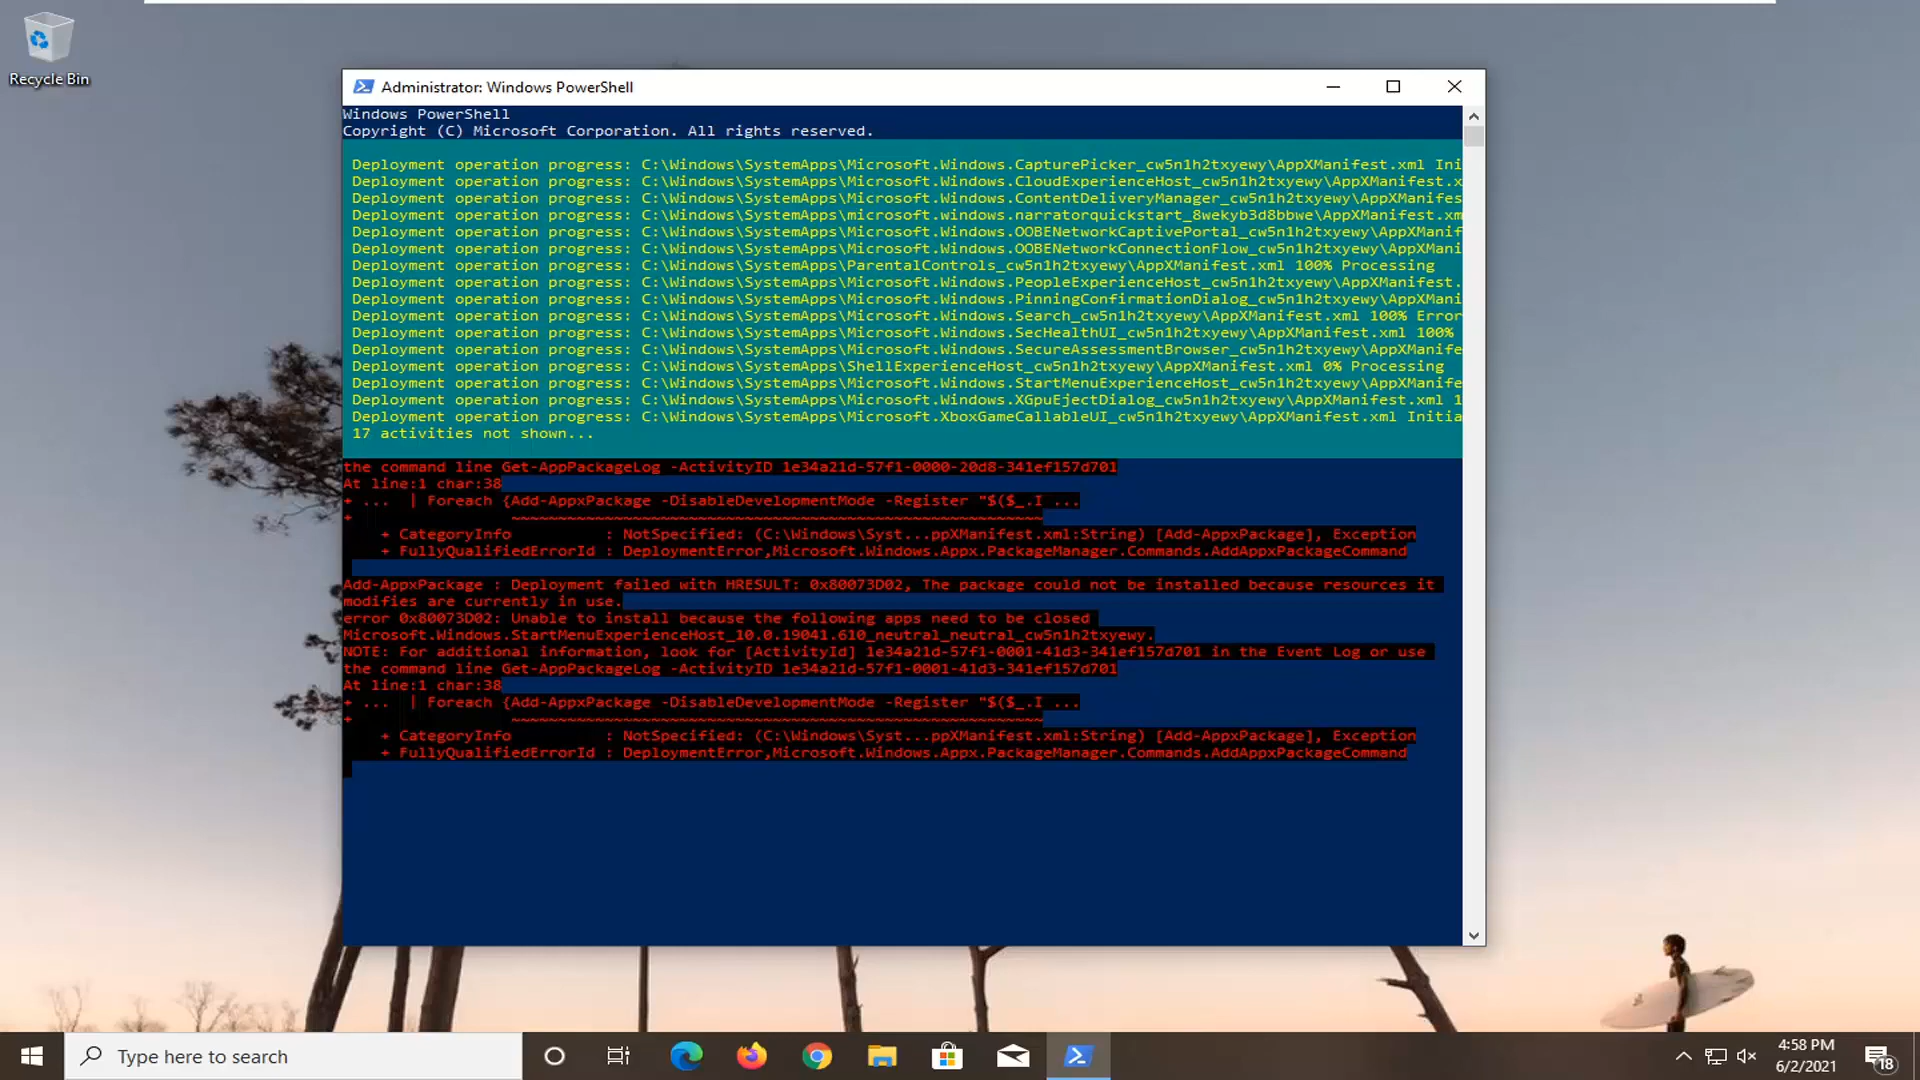 Recycle Bin
Administrator: Windows PowerShell
Windows PowerShell
Copyright (C) Microsoft Corporation. All rights reserved.
Deployment operation progress: C:\Windows\SystemApps\Microsoft.Windows.CapturePicker_cw5n1h2txyewy\AppXManifest.xml Ini
Deployment operation progress: C:\Windows\SystemApps\Microsoft.Windows.CloudExperienceHost_cw5n1h2txyewy\AppXManifest.x
Deployment operation progress: C:\Windows\SystemApps\Microsoft.Windows.ContentDeliveryManager_cw5n1h2txyewy\AppXManifes
Deployment operation progress: C:\Windows\SystemApps\microsoft.windows.narratorquickstart_8wekyb3d8bbwe\AppXManifest.xm
Deployment operation progress: C:\Windows\SystemApps\Microsoft.Windows.OOBENetworkCaptivePortal_cw5n1h2txyewy\AppXManif
Deployment operation progress: C:\Windows\SystemApps\Microsoft.Windows.OOBENetworkConnectionFlow_cw5n1h2txyewy\AppXMani
Deployment operation progress: C:\Windows\SystemApps\ParentalControls_cw5n1h2txyewy\AppXManifest.xml 100% Processing
Deployment operation progress: C:\Windows\SystemApps\Microsoft.Windows.PeopleExperienceHost_cw5n1h2txyewy\AppXManifest.
Deployment operation progress: C:\Windows\SystemApps\Microsoft.Windows.PinningConfirmationDialog_cw5n1h2txyewy\AppXMani
Deployment operation progress: C:\Windows\SystemApps\Microsoft.Windows.Search_cw5n1h2txyewy\AppXManifest.xml 100% Error
Deployment operation progress: C:\Windows\SystemApps\Microsoft.Windows.SecHealthUI_cw5n1h2txyewy\AppXManifest.xml 100%
Deployment operation progress: C:\Windows\SystemApps\Microsoft.Windows.SecureAssessmentBrowser_cw5n1h2txyewy\AppXManife
Deployment operation progress: C:\Windows\SystemApps\ShellExperienceHost_cw5n1h2txyewy\AppXManifest.xml 0% Processing
Deployment operation progress: C:\Windows\SystemApps\Microsoft.Windows.StartMenuExperienceHost_cw5n1h2txyewy\AppXManife
Deployment operation progress: C:\Windows\SystemApps\Microsoft.Windows.XGpuEjectDialog_cw5n1h2txyewy\AppXManifest.xml 1
Deployment operation progress: C:\Windows\SystemApps\Microsoft.XboxGameCallableUI_cw5n1h2txyewy\AppXManifest.xml Initia
17 activities not shown...
the command line Get-AppPackageLog -ActivityID 1e34a21d-57f1-0000-20d8-341ef157d701
At line:1 char:38
+ ...  | Foreach {Add-AppxPackage -DisableDevelopmentMode -Register "$($_.I ...
+ ~~~~~~~~~~~~~~~~~~~~~~~~~~~~~~~~~~~~~~~~~~~~~~~~~~~~~~~~~
+ CategoryInfo : NotSpecified: (C:\Windows\Syst...ppXManifest.xml:String) [Add-AppxPackage], Exception
+ FullyQualifiedErrorId : DeploymentError,Microsoft.Windows.Appx.PackageManager.Commands.AddAppxPackageCommand
Add-AppxPackage : Deployment failed with HRESULT: 0x80073D02, The package could not be installed because resources it
modifies are currently in use.
error 0x80073D02: Unable to install because the following apps need to be closed
Microsoft.Windows.StartMenuExperienceHost_10.0.19041.610_neutral_neutral_cw5n1h2txyewy.
NOTE: For additional information, look for [ActivityId] 1e34a21d-57f1-0001-41d3-341ef157d701 in the Event Log or use
the command line Get-AppPackageLog -ActivityID 1e34a21d-57f1-0001-41d3-341ef157d701
At line:1 char:38
+ ...  | Foreach {Add-AppxPackage -DisableDevelopmentMode -Register "$($_.I ...
+ ~~~~~~~~~~~~~~~~~~~~~~~~~~~~~~~~~~~~~~~~~~~~~~~~~~~~~~~~~
+ CategoryInfo : NotSpecified: (C:\Windows\Syst...ppXManifest.xml:String) [Add-AppxPackage], Exception
+ FullyQualifiedErrorId : DeploymentError,Microsoft.Windows.Appx.PackageManager.Commands.AddAppxPackageCommand
Type here to search
4:58 PM
6/2/2021
18